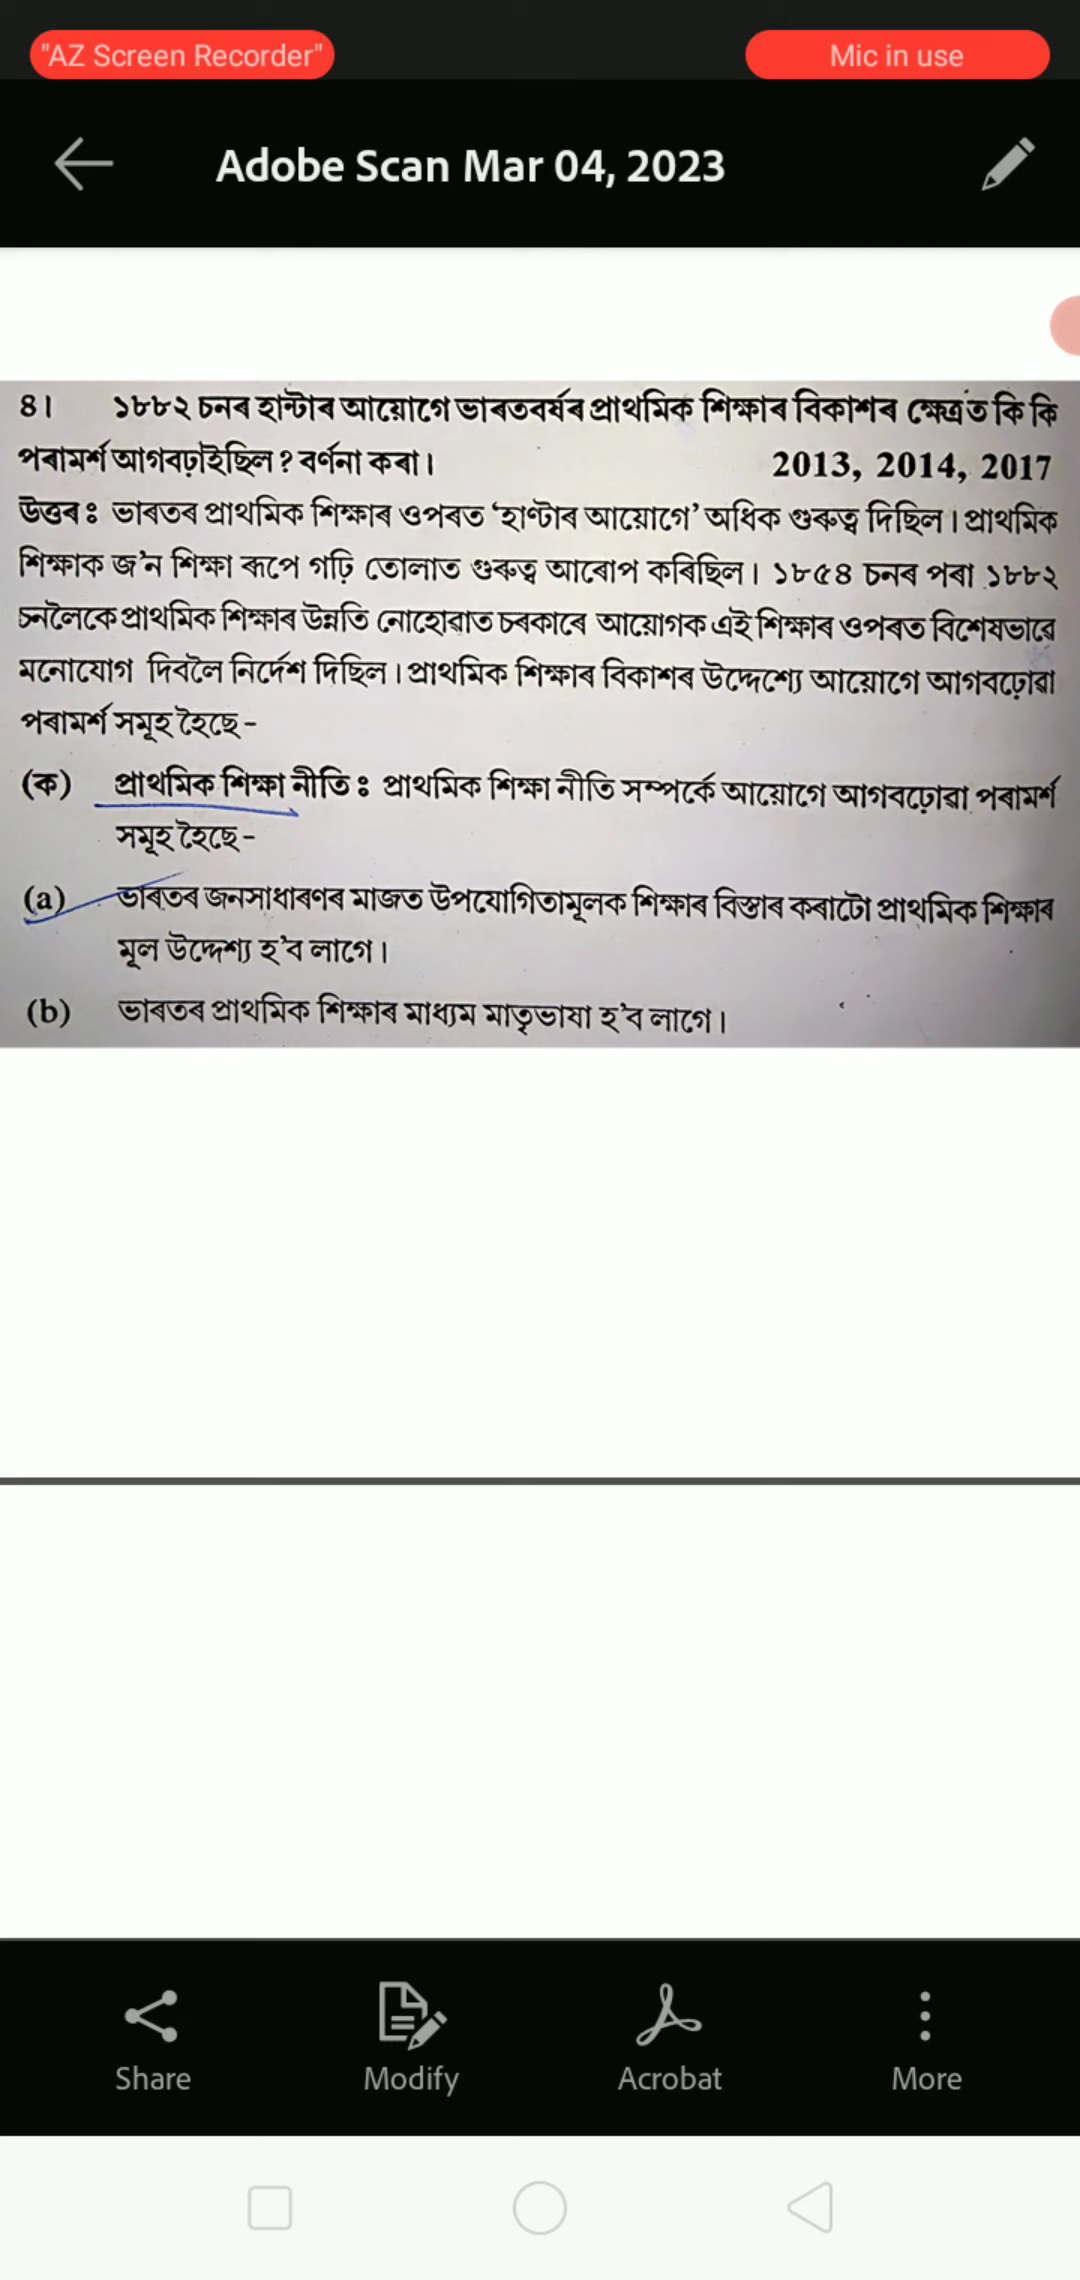 "AZ Screen Recorder"
Mic in use
Adobe Scan Mar 04, 2023
৪। ১৮৮২ চনৰ হান্টাৰ আয়োগে ভাৰতবৰ্ষৰ প্ৰাথমিক শিক্ষাৰ বিকাশৰ ক্ষেত্ৰত কি কি
পৰামৰ্শ আগবঢ়াইছিল? বৰ্ণনা কৰা। 2013, 2014, 2017
উত্তৰঃ ভাৰতৰ প্ৰাথমিক শিক্ষাৰ ওপৰত ‘হাণ্টাৰ আয়োগে’ অধিক গুৰুত্ব দিছিল। প্ৰাথমিক
শিক্ষাক জ'ন শিক্ষা ৰূপে গঢ়ি তোলাত গুৰুত্ব আৰোপ কৰিছিল। ১৮৫৪ চনৰ পৰা ১৮৮২
চনলৈকে প্ৰাথমিক শিক্ষাৰ উন্নতি নোহোৱাত চৰকাৰে আয়োগক এই শিক্ষাৰ ওপৰত বিশেষভাৱে
মনোযোগ দিবলৈ নিৰ্দেশ দিছিল। প্ৰাথমিক শিক্ষাৰ বিকাশৰ উদ্দেশ্যে আয়োগে আগবঢ়োৱা
পৰামৰ্শ সমূহ হৈছে-
(ক) প্ৰাথমিক শিক্ষা নীতি ঃ প্ৰাথমিক শিক্ষা নীতি সম্পৰ্কে আয়োগে আগবঢ়োৱা পৰামৰ্শ
সমূহ হৈছে-
(a) ভাৰতৰ জনসাধাৰণৰ মাজত উপযোগিতামূলক শিক্ষাৰ বিস্তাৰ কৰাটো প্ৰাথমিক শিক্ষাৰ
মূল উদ্দেশ্য হ'ব লাগে।
(b) ভাৰতৰ প্ৰাথমিক শিক্ষাৰ মাধ্যম মাতৃভাষা হ'ব লাগে।
Share Modify Acrobat More